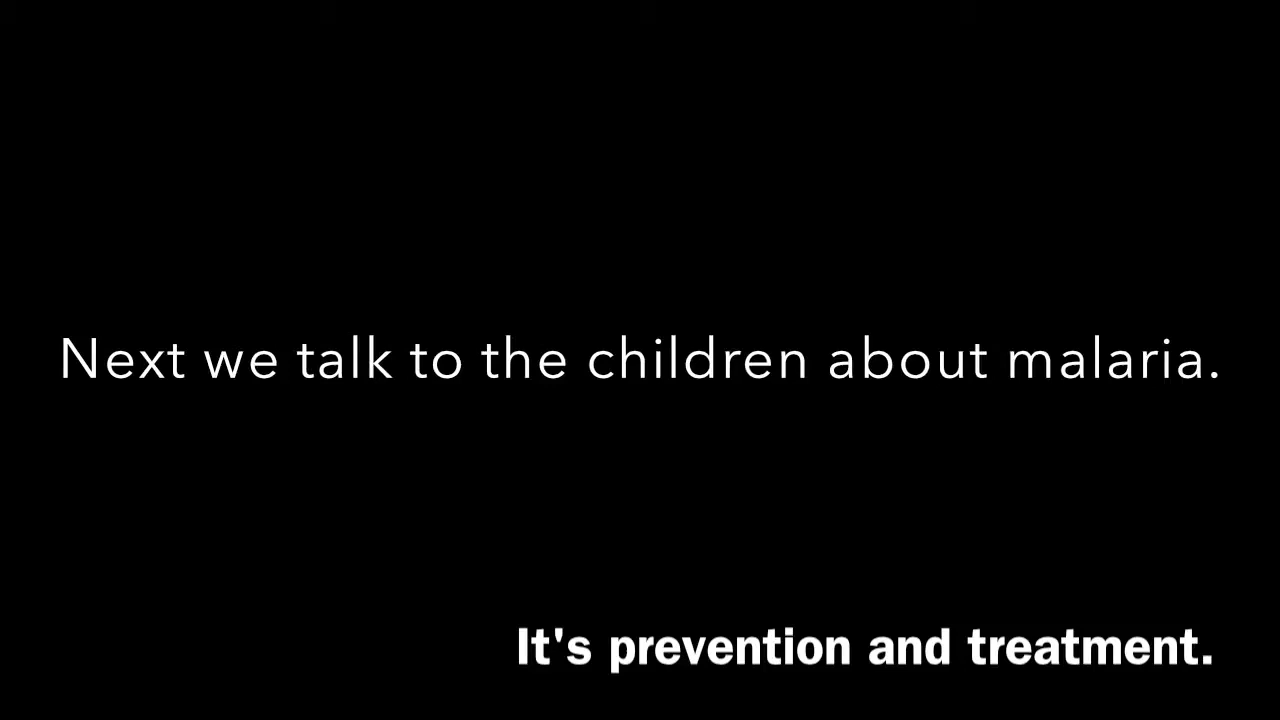 Next we talk to the children about malaria.
It's prevention and treatment.